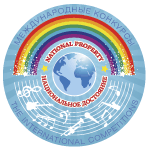 МЕЖДУНАРОДНЫЕ КОНКУРСЫ
NATIONAL PROPERTY
НАЦИОНАЛЬНОЕ ДОСТОЯНИЕ
THE INTERNATIONAL COMPETITIONS